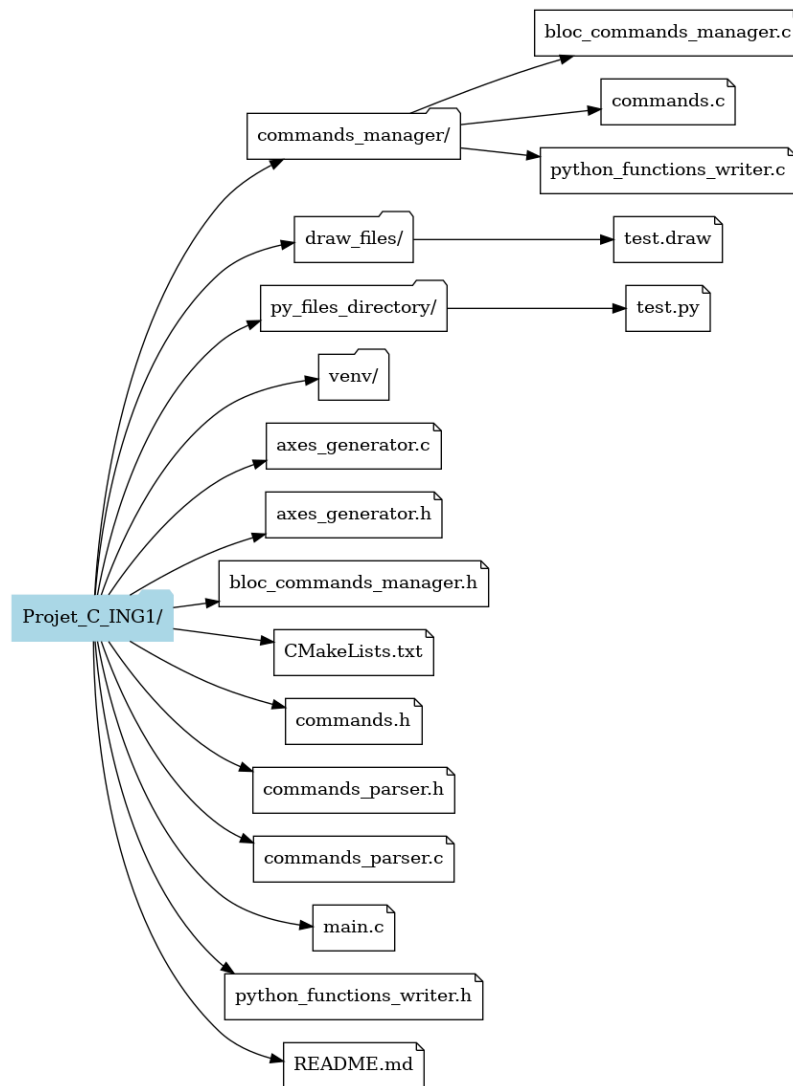 bloc_commands_manager.c
commands.c
commands_manager/
python_functions_writer.c
draw_files/
test.draw
py_files_directory/
test.py
venv/
axes_generator.c
axes_generator.h
bloc_commands_manager.h
Projet_C_ING1/
CMakeLists.txt
commands.h
commands_parser.h
commands_parser.c
main.c
python_functions_writer.h
README.md